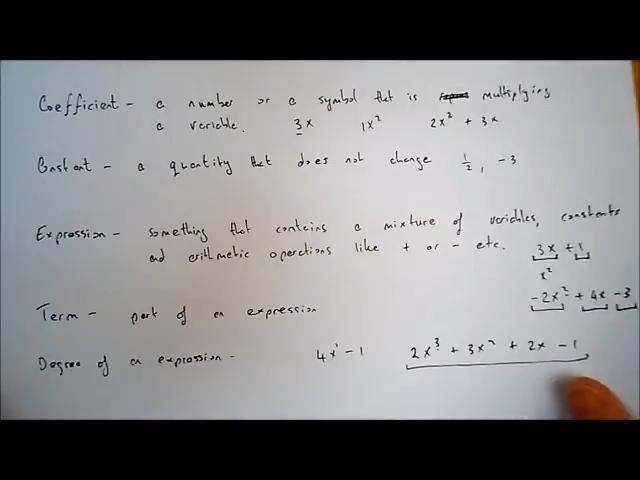 Coefficient - a number or a symbol that is multiplying
a variable. 3x 1x² 2x² + 3x
Constant - a quantity that does not change ½, -3
Expression - something that contains a mixture of variables, constants
and arithmetic operations like + or - etc. 3x + 1
x²
-2x² + 4x - 3
Term - part of an expression
Degree of an expression - 4x¹ - 1 2x³ + 3x² + 2x - 1